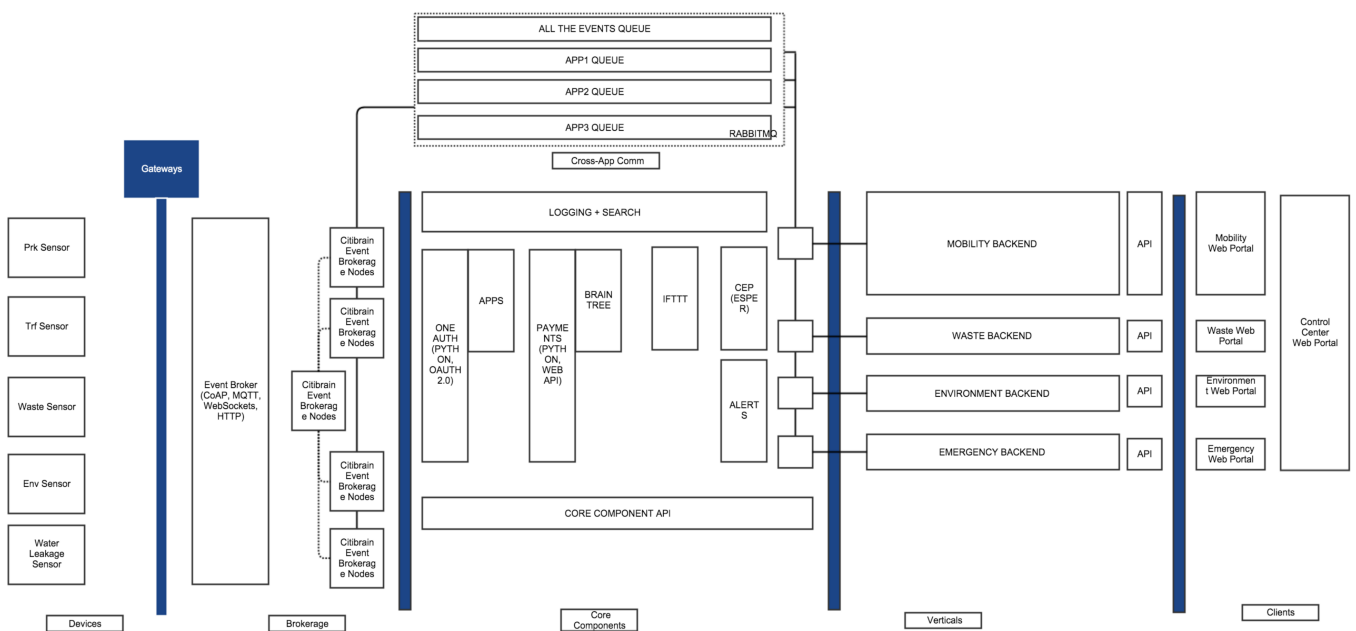 ALL THE EVENTS QUEUE
APP1 QUEUE
APP2 QUEUE
APP3 QUEUE
RABBITMQ
Cross-App Comm
Gateways
Prk Sensor
Trf Sensor
Waste Sensor
Env Sensor
Water
Leakage
Sensor
Event Broker
(CoAP, MQTT,
WebSockets,
HTTP)
Citibrain
Event
Brokerag
e Nodes
Citibrain
Event
Brokerag
e Nodes
Citibrain
Event
Brokerag
e Nodes
Citibrain
Event
Brokerag
e Nodes
Citibrain
Event
Brokerag
e Nodes
LOGGING + SEARCH
ONE
AUTH
(PYTH
ON,
OAUTH
2.0)
APPS
PAYME
NTS
(PYTH
ON,
WEB
API)
BRAIN
TREE
IFTTT
CEP
(ESPE
R)
ALERT
S
CORE COMPONENT API
MOBILITY BACKEND
API
WASTE BACKEND
API
ENVIRONMENT BACKEND
API
EMERGENCY BACKEND
API
Mobility
Web Portal
Waste Web
Portal
Environmen
t Web Portal
Emergency
Web Portal
Control
Center
Web Portal
Devices
Brokerage
Core
Components
Verticals
Clients